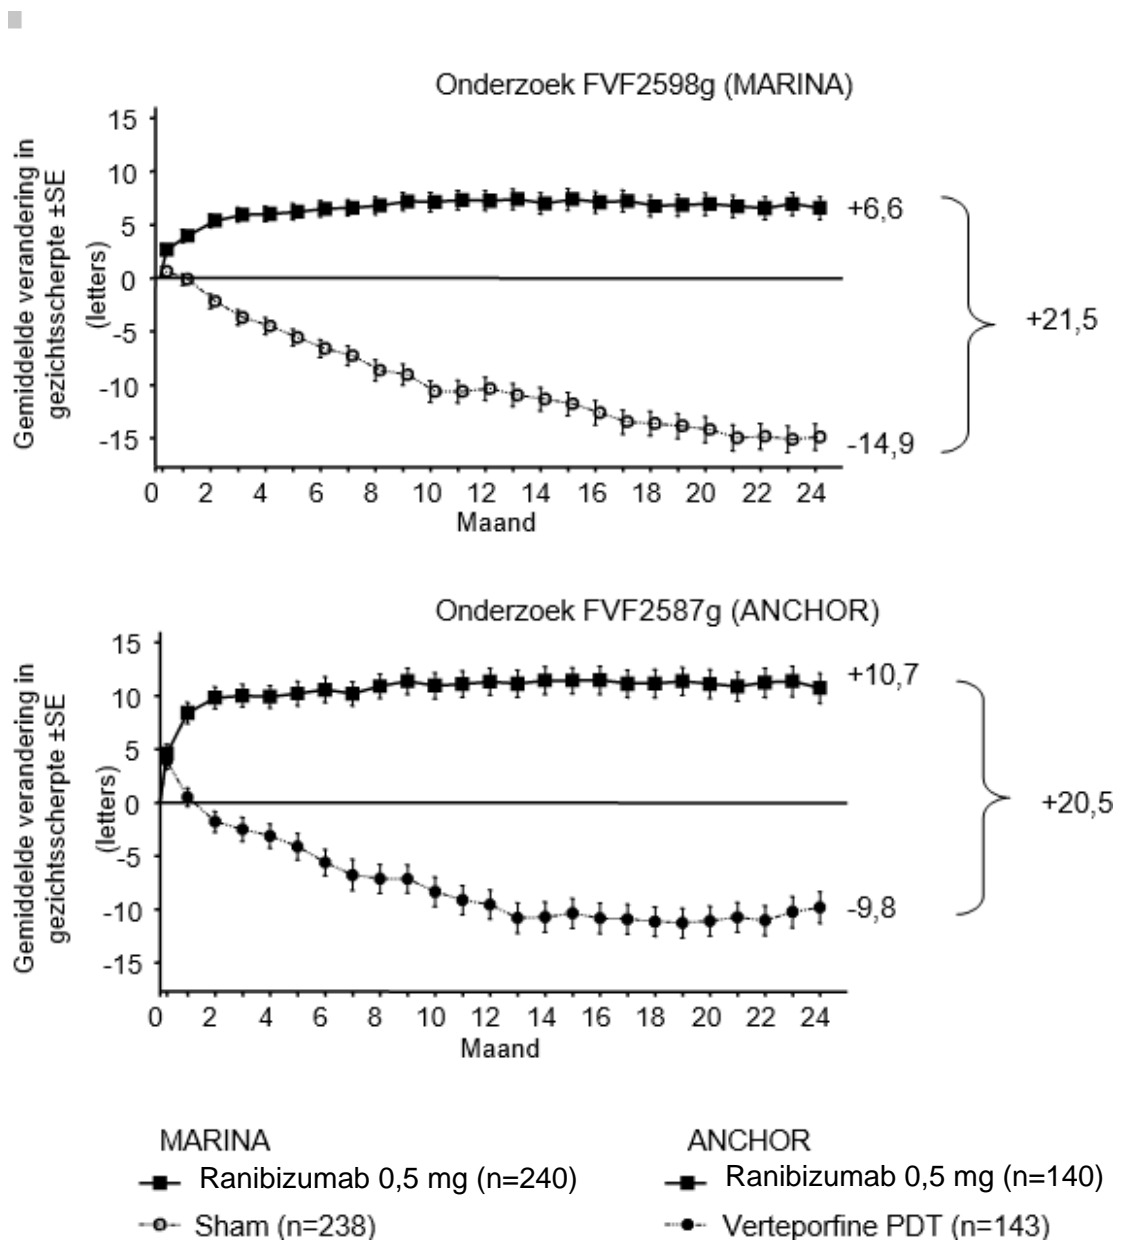 Onderzoek FVF2598g (MARINA)
Gemiddelde verandering in
gezichtsscherpte ±SE
(letters)
15
10
5
0
-5
-10
-15
+6,6
-14,9
+21,5
0 2 4 6 8 10 12 14 16 18 20 22 24
Maand
Onderzoek FVF2587g (ANCHOR)
Gemiddelde verandering in
gezichtsscherpte ±SE
(letters)
15
10
5
0
-5
-10
-15
+10,7
-9,8
+20,5
0 2 4 6 8 10 12 14 16 18 20 22 24
Maand
MARINA
Ranibizumab 0,5 mg (n=240)
Sham (n=238)
ANCHOR
Ranibizumab 0,5 mg (n=140)
Verteporfine PDT (n=143)